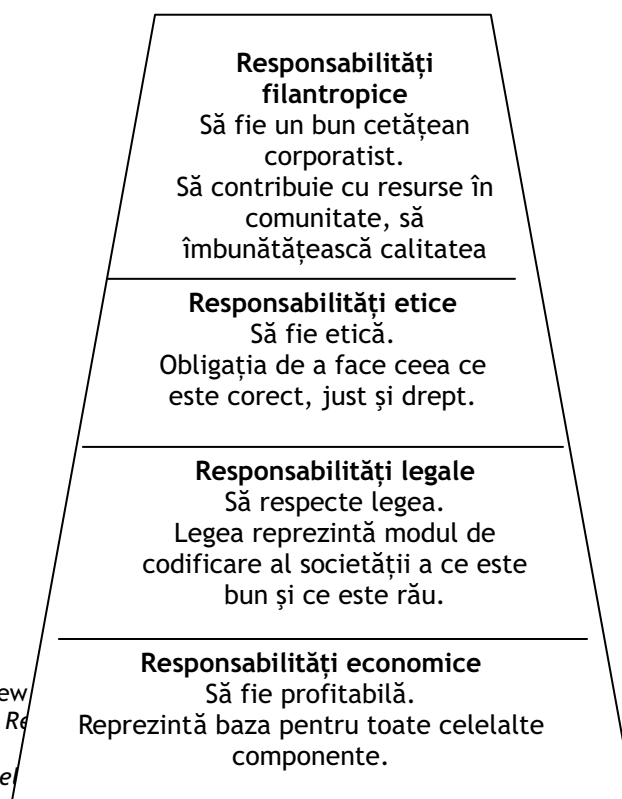 Responsabilități
filantropice
Să fie un bun cetățean
corporatist.
Să contribuie cu resurse în
comunitate, să
îmbunătățească calitatea
Responsabilități etice
Să fie etică.
Obligația de a face ceea ce
este corect, just și drept.
Responsabilități legale
Să respecte legea.
Legea reprezintă modul de
codificare al societății a ce este
bun și ce este rău.
Responsabilități economice
Să fie profitabilă.
Reprezintă baza pentru toate celelalte
componente.